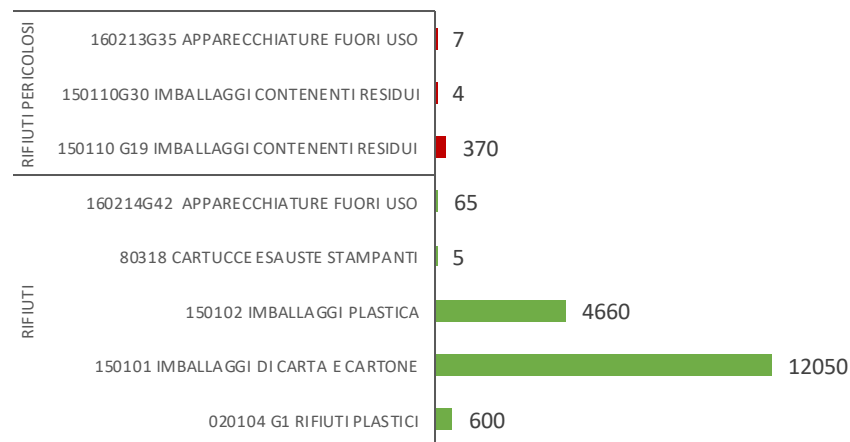 RIFIUTI PERICOLOSI
160213G35 APPARECCHIATURE FUORI USO 7
150110G30 IMBALLAGGI CONTENENTI RESIDUI 4
150110 G19 IMBALLAGGI CONTENENTI RESIDUI 370
RIFIUTI
160214G42 APPARECCHIATURE FUORI USO 65
80318 CARTUCCE ESAUSTE STAMPANTI 5
150102 IMBALLAGGI PLASTICA 4660
150101 IMBALLAGGI DI CARTA E CARTONE 12050
020104 G1 RIFIUTI PLASTICI 600